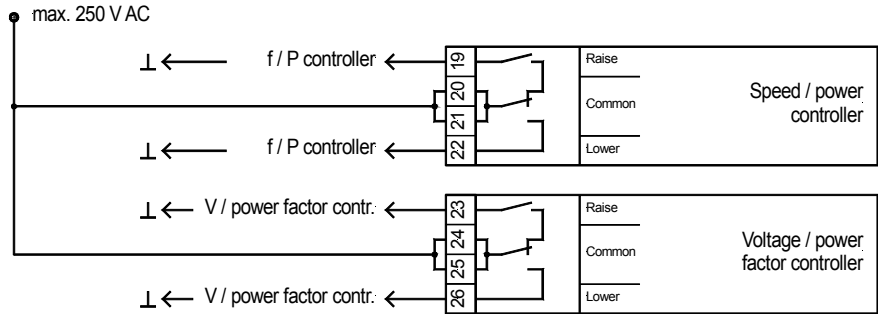 max. 250 V AC
f / P controller
19
Raise
20
Common
21
Speed / power
controller
f / P controller
22
Lower
V / power factor contr.
23
Raise
24
Common
25
Voltage / power
factor controller
V / power factor contr.
26
Lower